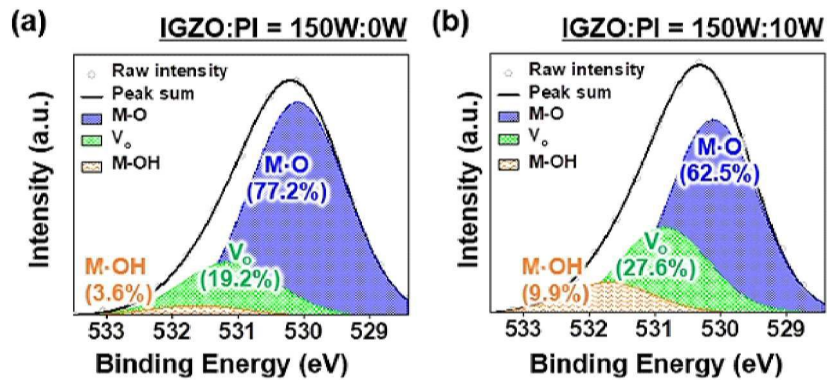 (a) IGZO:PI = 150W:0W
Raw intensity
Peak sum
M-O
Vo
M-OH
M·O
(77.2%)
Vo
(19.2%)
M·OH
(3.6%)
Intensity (a.u.)
533 532 531 530 529
Binding Energy (eV)
(b) IGZO:PI = 150W:10W
Raw intensity
Peak sum
M-O
Vo
M-OH
M·O
(62.5%)
Vo
(27.6%)
M·OH
(9.9%)
Intensity (a.u.)
533 532 531 530 529
Binding Energy (eV)